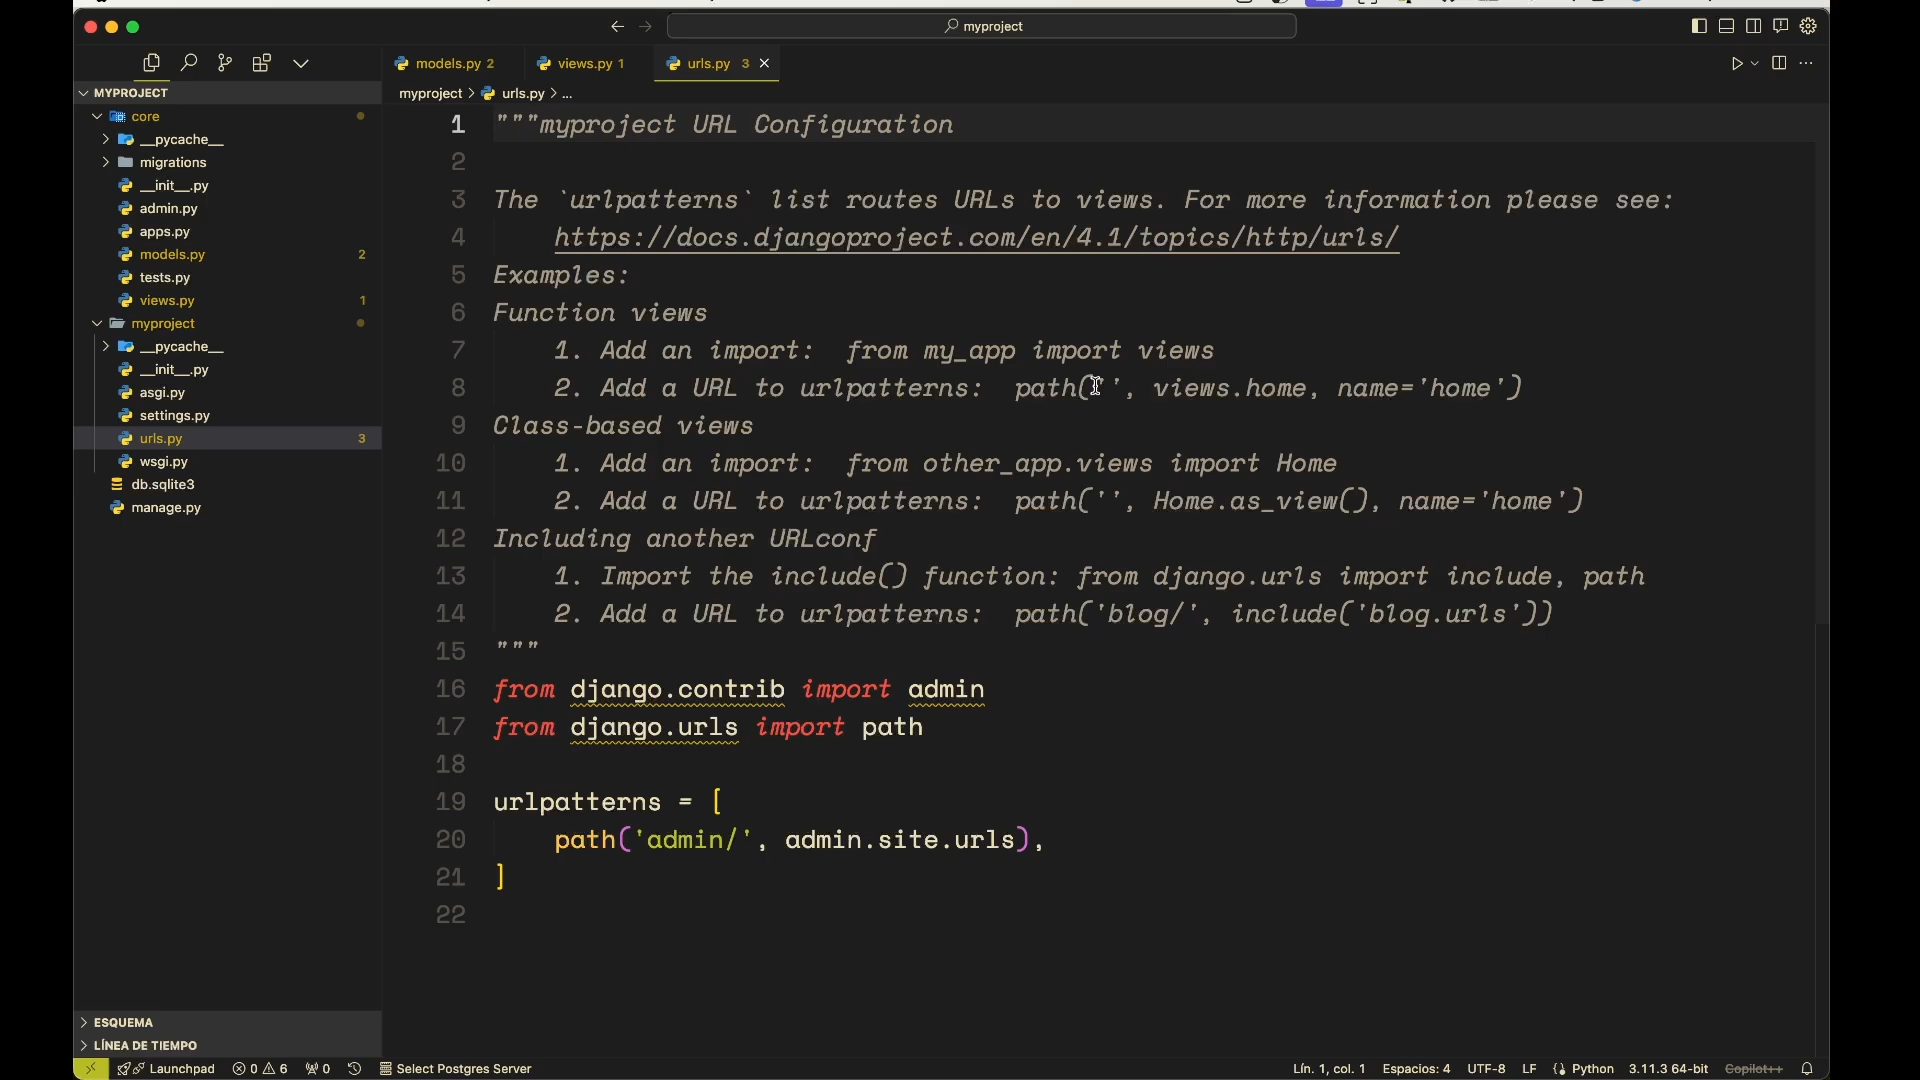 myproject
models.py 2
views.py 1
urls.py 3
MYPROJECT
myproject > urls.py > ...
core
__pycache__
migrations
__init__.py
admin.py
apps.py
models.py 2
tests.py
views.py 1
myproject
__pycache__
__init__.py
asgi.py
settings.py
urls.py 3
wsgi.py
db.sqlite3
manage.py
ESQUEMA
LÍNEA DE TIEMPO
1 """myproject URL Configuration
2
3 The `urlpatterns` list routes URLs to views. For more information please see:
4 https://docs.djangoproject.com/en/4.1/topics/http/urls/
5 Examples:
6 Function views
7 1. Add an import:  from my_app import views
8 2. Add a URL to urlpatterns:  path('', views.home, name='home')
9 Class-based views
10 1. Add an import:  from other_app.views import Home
11 2. Add a URL to urlpatterns:  path('', Home.as_view(), name='home')
12 Including another URLconf
13 1. Import the include() function: from django.urls import include, path
14 2. Add a URL to urlpatterns:  path('blog/', include('blog.urls'))
15 """
16 from django.contrib import admin
17 from django.urls import path
18
19 urlpatterns = [
20 path('admin/', admin.site.urls),
21 ]
22
Launchpad 0 6 0 Select Postgres Server Lín. 1, col. 1 Espacios: 4 UTF-8 LF Python 3.11.3 64-bit Copilot++